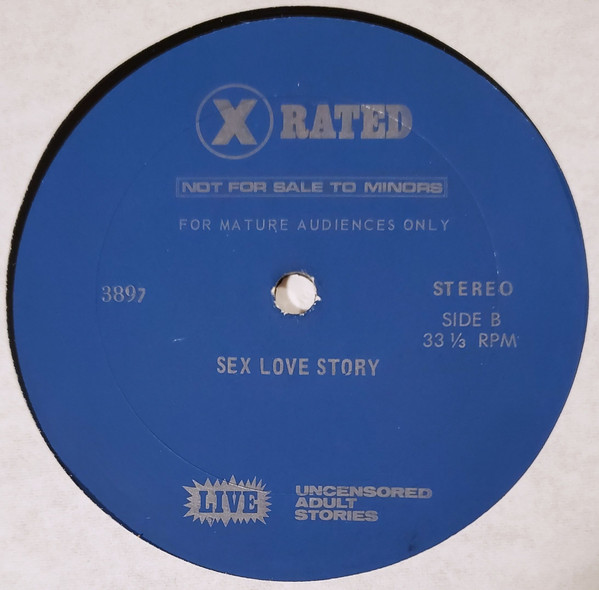 X RATED
NOT FOR SALE TO MINORS
FOR MATURE AUDIENCES ONLY
3897
STEREO
SIDE B
33 ⅓ RPM
SEX LOVE STORY
LIVE
UNCENSORED
ADULT
STORIES